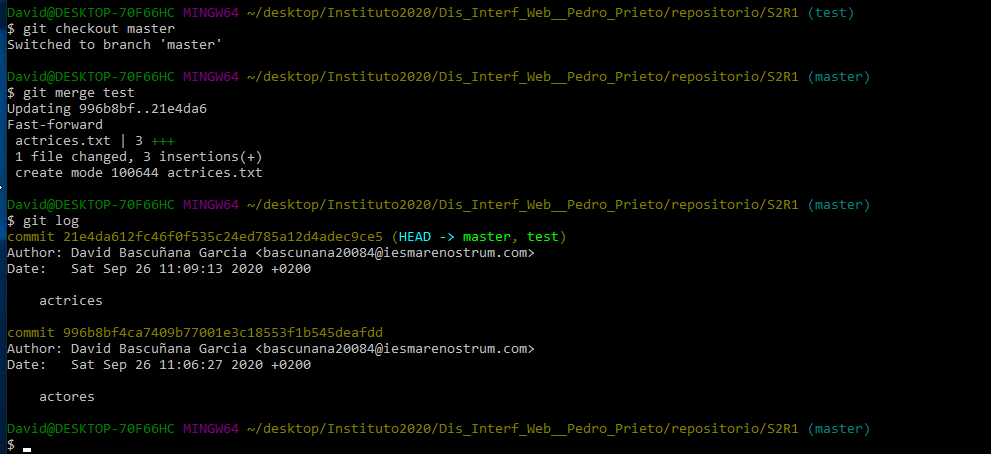 David@DESKTOP-70F66HC MINGW64 ~/desktop/Instituto2020/Dis_Interf_Web__Pedro_Prieto/repositorio/S2R1 (test)
$ git checkout master
Switched to branch 'master'
David@DESKTOP-70F66HC MINGW64 ~/desktop/Instituto2020/Dis_Interf_Web__Pedro_Prieto/repositorio/S2R1 (master)
$ git merge test
Updating 996b8bf..21e4da6
Fast-forward
 actrices.txt | 3 +++
 1 file changed, 3 insertions(+)
 create mode 100644 actrices.txt
David@DESKTOP-70F66HC MINGW64 ~/desktop/Instituto2020/Dis_Interf_Web__Pedro_Prieto/repositorio/S2R1 (master)
$ git log
commit 21e4da612fc46f0f535c24ed785a12d4adec9ce5 (HEAD -> master, test)
Author: David Bascuñana Garcia <bascunana20084@iesmarenostrum.com>
Date:   Sat Sep 26 11:09:13 2020 +0200
    actrices
commit 996b8bf4ca7409b77001e3c18553f1b545deafdd
Author: David Bascuñana Garcia <bascunana20084@iesmarenostrum.com>
Date:   Sat Sep 26 11:06:27 2020 +0200
    actores
David@DESKTOP-70F66HC MINGW64 ~/desktop/Instituto2020/Dis_Interf_Web__Pedro_Prieto/repositorio/S2R1 (master)
$